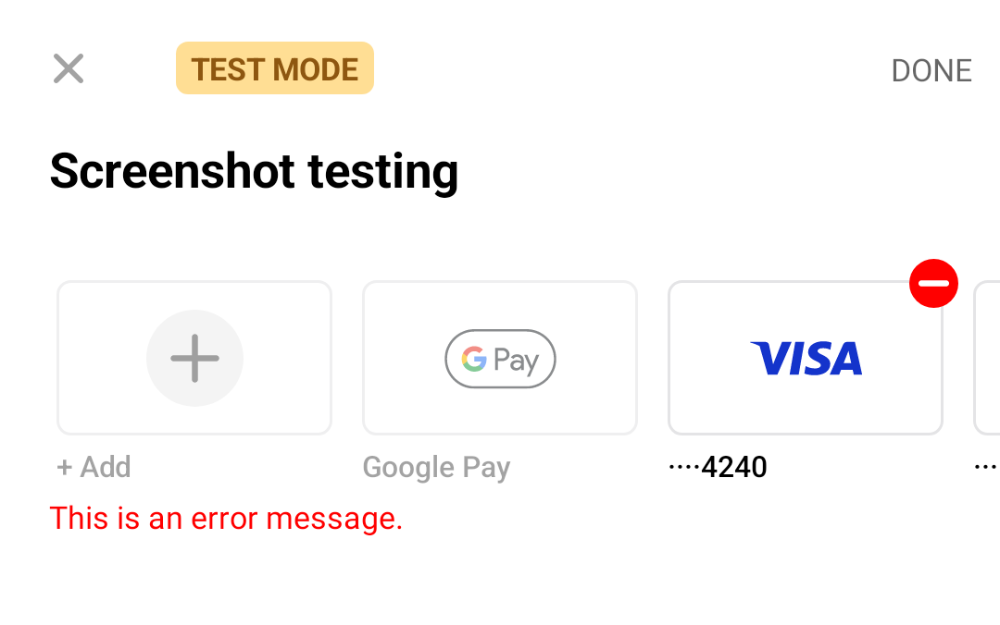 TEST MODE DONE
Screenshot testing
G Pay VISA
+ Add Google Pay ····4240 ···
This is an error message.